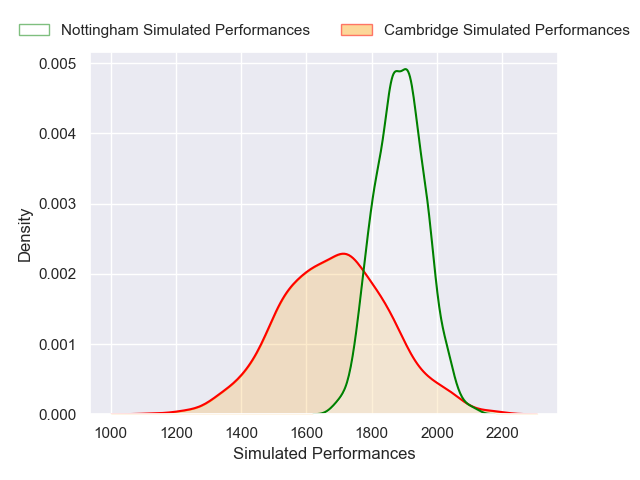 Nottingham Simulated Performances Cambridge Simulated Performances
0.005
0.004
0.003
0.002
0.001
0.000
Density
1000 1200 1400 1600 1800 2000 2200
Simulated Performances